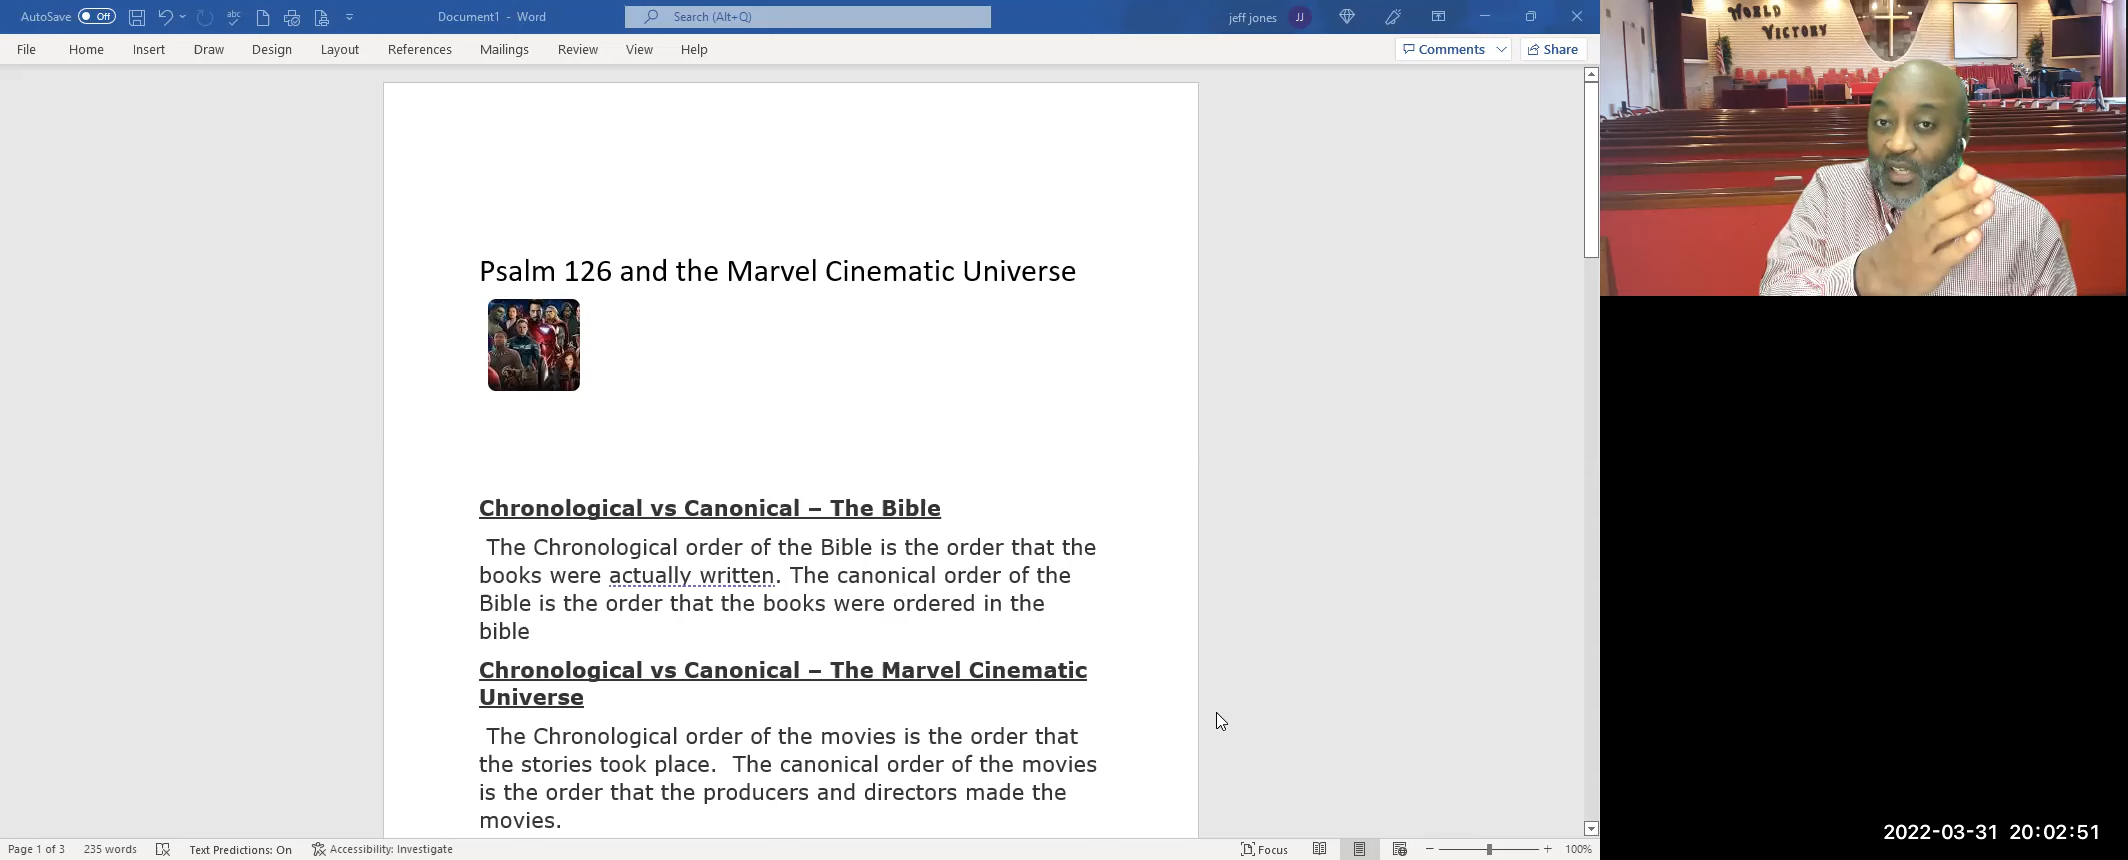 AutoSave Off
Document1 - Word
Search (Alt+Q)
jeff jones JJ
File Home Insert Draw Design Layout References Mailings Review View Help
Comments Share
WORLD
VICTORY
Psalm 126 and the Marvel Cinematic Universe
Chronological vs Canonical – The Bible
The Chronological order of the Bible is the order that the
books were actually written. The canonical order of the
Bible is the order that the books were ordered in the
bible
Chronological vs Canonical – The Marvel Cinematic
Universe
The Chronological order of the movies is the order that
the stories took place. The canonical order of the movies
is the order that the producers and directors made the
movies.
Page 1 of 3 235 words Text Predictions: On Accessibility: Investigate Focus 100%
2022-03-31 20:02:51